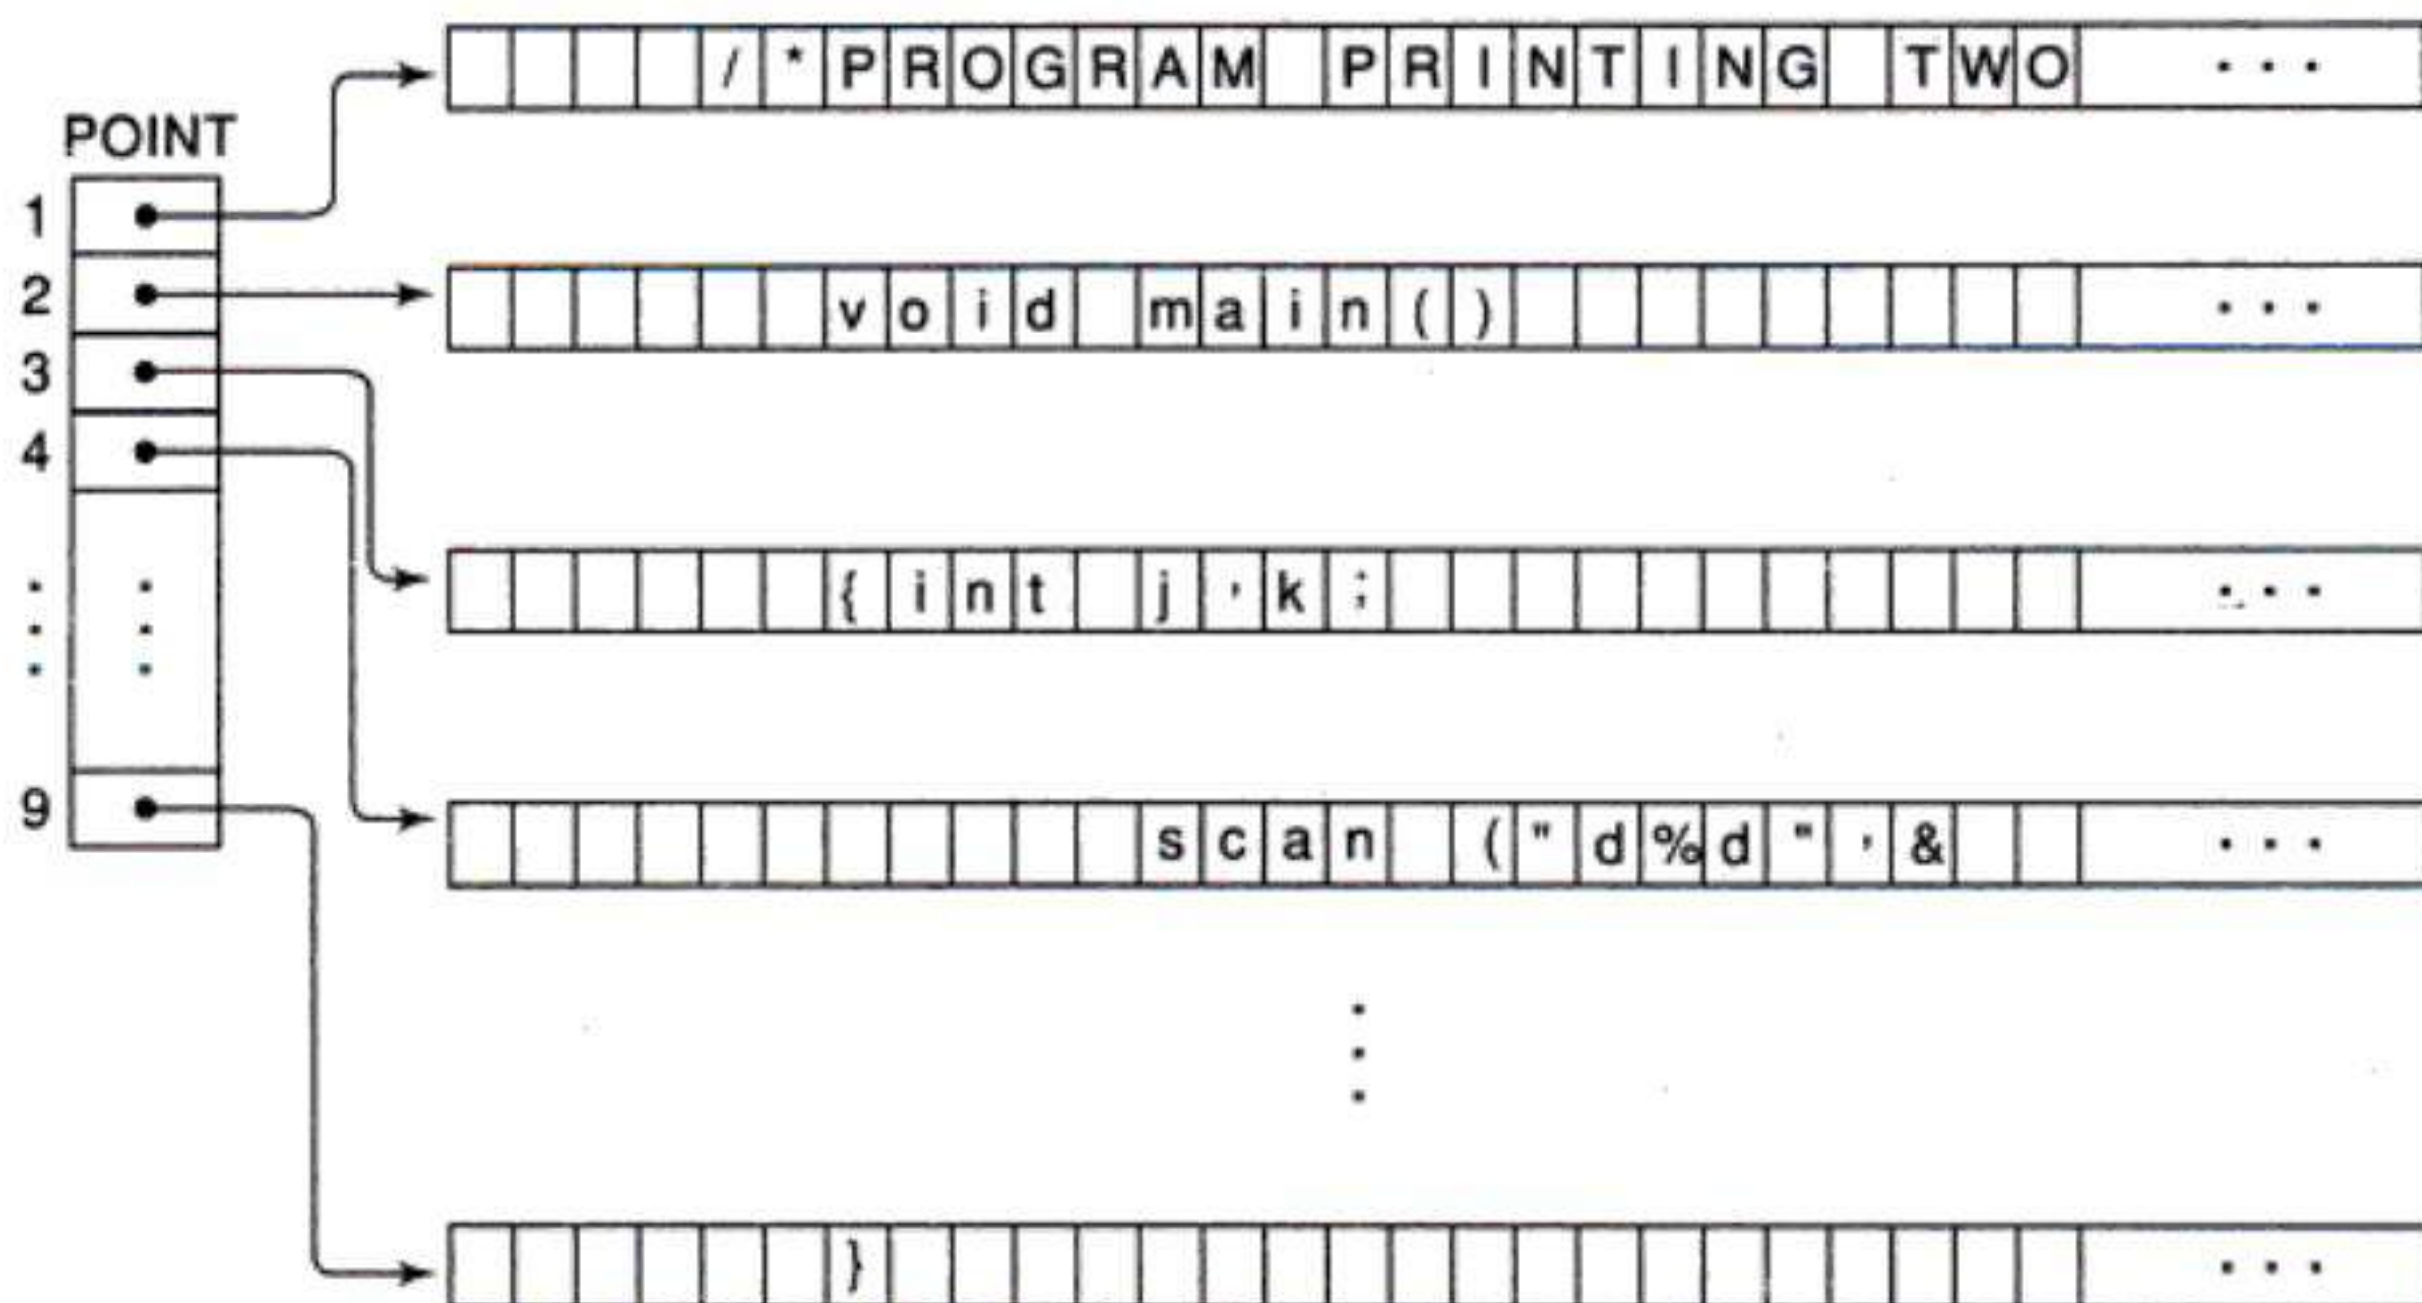 /*PROGRAM PRINTING TWO ...
POINT
1
2 void main() ...
3
4
{int j,k; ...
9
scan ("d%d",& ...
} ...